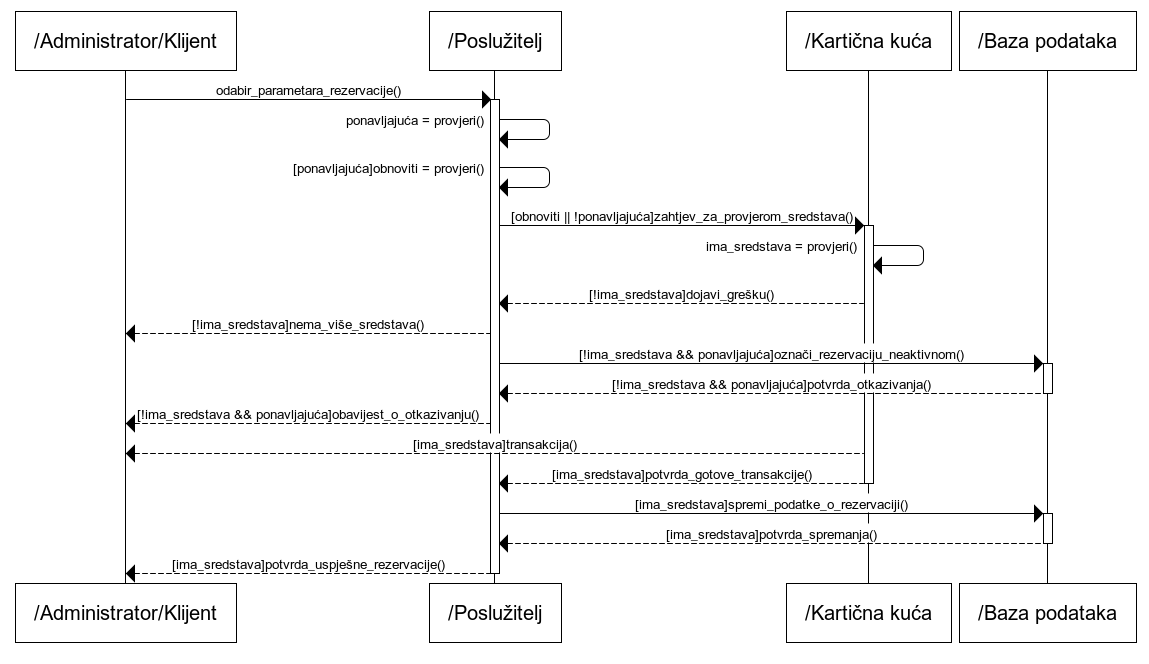 /Administrator/Klijent
/Poslužitelj
/Kartična kuća
/Baza podataka
odabir_parametara_rezervacije()
ponavljajuća = provjeri()
[ponavljajuća]obnoviti = provjeri()
[obnoviti || !ponavljajuća]zahtjev_za_provjerom_sredstava()
ima_sredstava = provjeri()
[!ima_sredstava]dojavi_grešku()
[!ima_sredstava]nema_više_sredstava()
[!ima_sredstava && ponavljajuća]označi_rezervaciju_neaktivnom()
[!ima_sredstava && ponavljajuća]potvrda_otkazivanja()
[!ima_sredstava && ponavljajuća]obavijest_o_otkazivanju()
[ima_sredstava]transakcija()
[ima_sredstava]potvrda_gotove_transakcije()
[ima_sredstava]spremi_podatke_o_rezervaciji()
[ima_sredstava]potvrda_spremanja()
[ima_sredstava]potvrda_uspješne_rezervacije()
/Administrator/Klijent
/Poslužitelj
/Kartična kuća
/Baza podataka